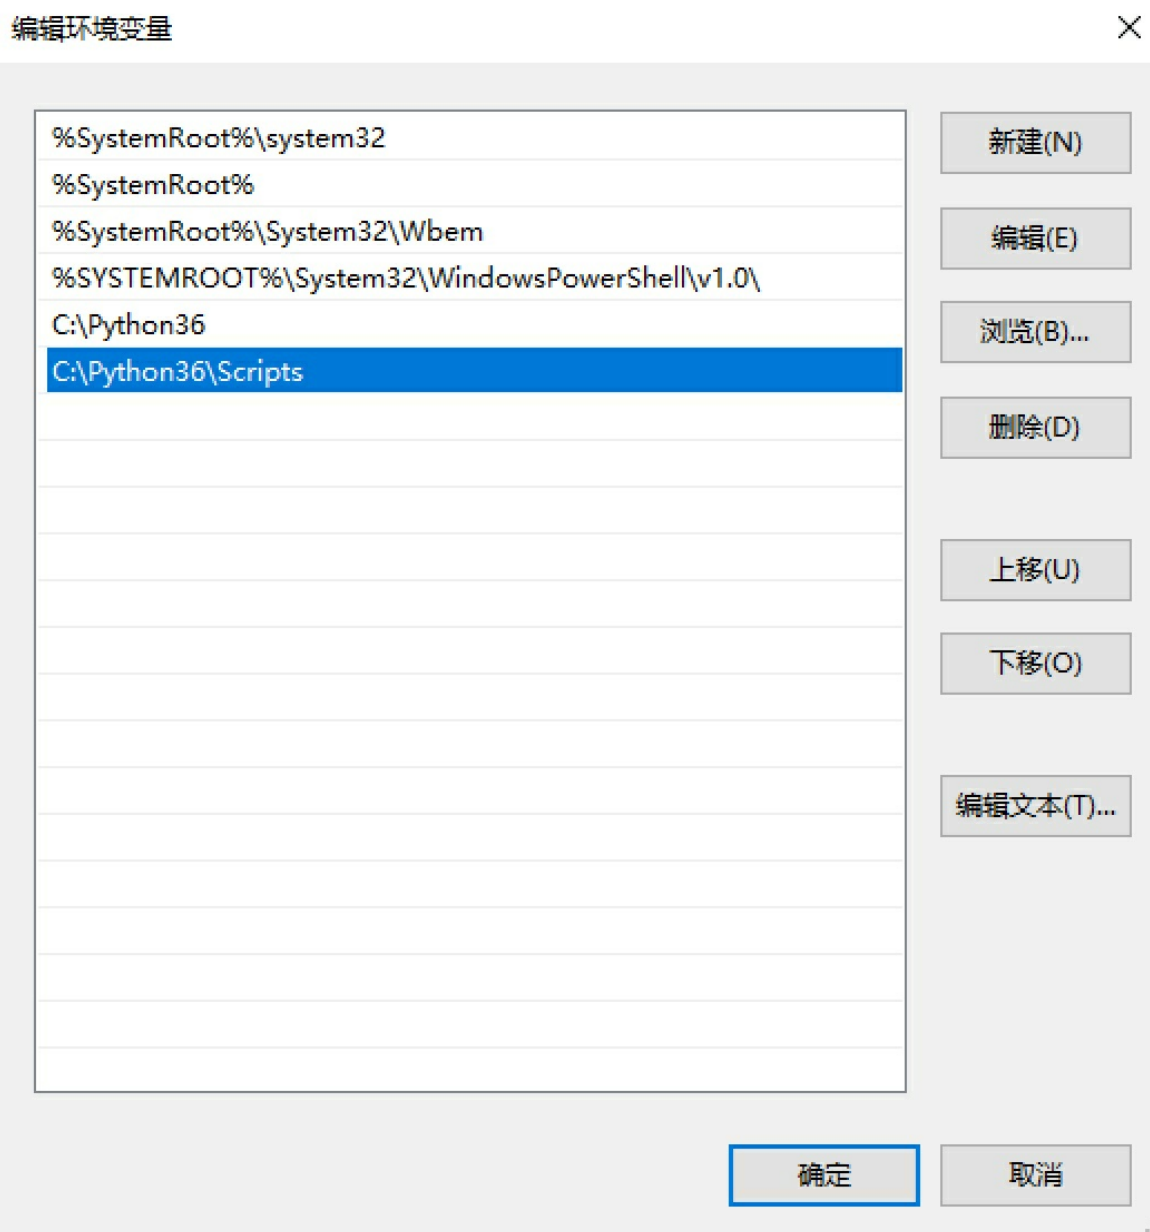 编辑环境变量
%SystemRoot%\system32
%SystemRoot%
%SystemRoot%\System32\Wbem
%SYSTEMROOT%\System32\WindowsPowerShell\v1.0\
C:\Python36
C:\Python36\Scripts
新建(N)
编辑(E)
浏览(B)...
删除(D)
上移(U)
下移(O)
编辑文本(T)...
确定
取消